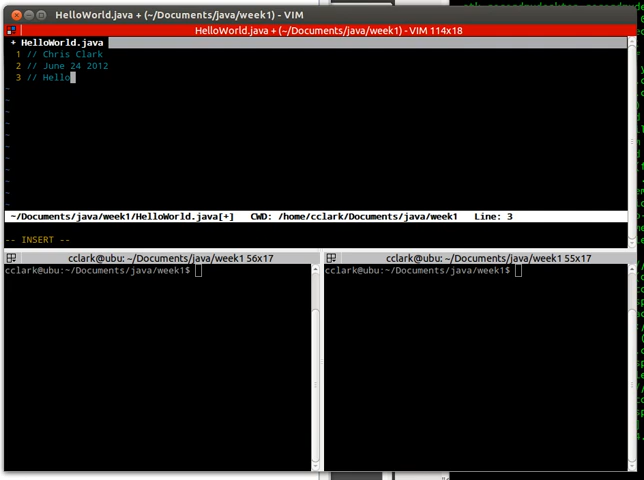 HelloWorld.java + (~/Documents/java/week1) - VIM
HelloWorld.java + (~/Documents/java/week1) - VIM 114x18
+ HelloWorld.java
1 // Chris Clark
2 // June 24 2012
3 // Hello
~
~
~
~
~
~
~
~
~
~
~
~/Documents/java/week1/HelloWorld.java[+] CWD: /home/cclark/Documents/java/week1 Line: 3
-- INSERT --
cclark@ubu: ~/Documents/java/week1 56x17
cclark@ubu:~/Documents/java/week1$
cclark@ubu: ~/Documents/java/week1 55x17
cclark@ubu:~/Documents/java/week1$